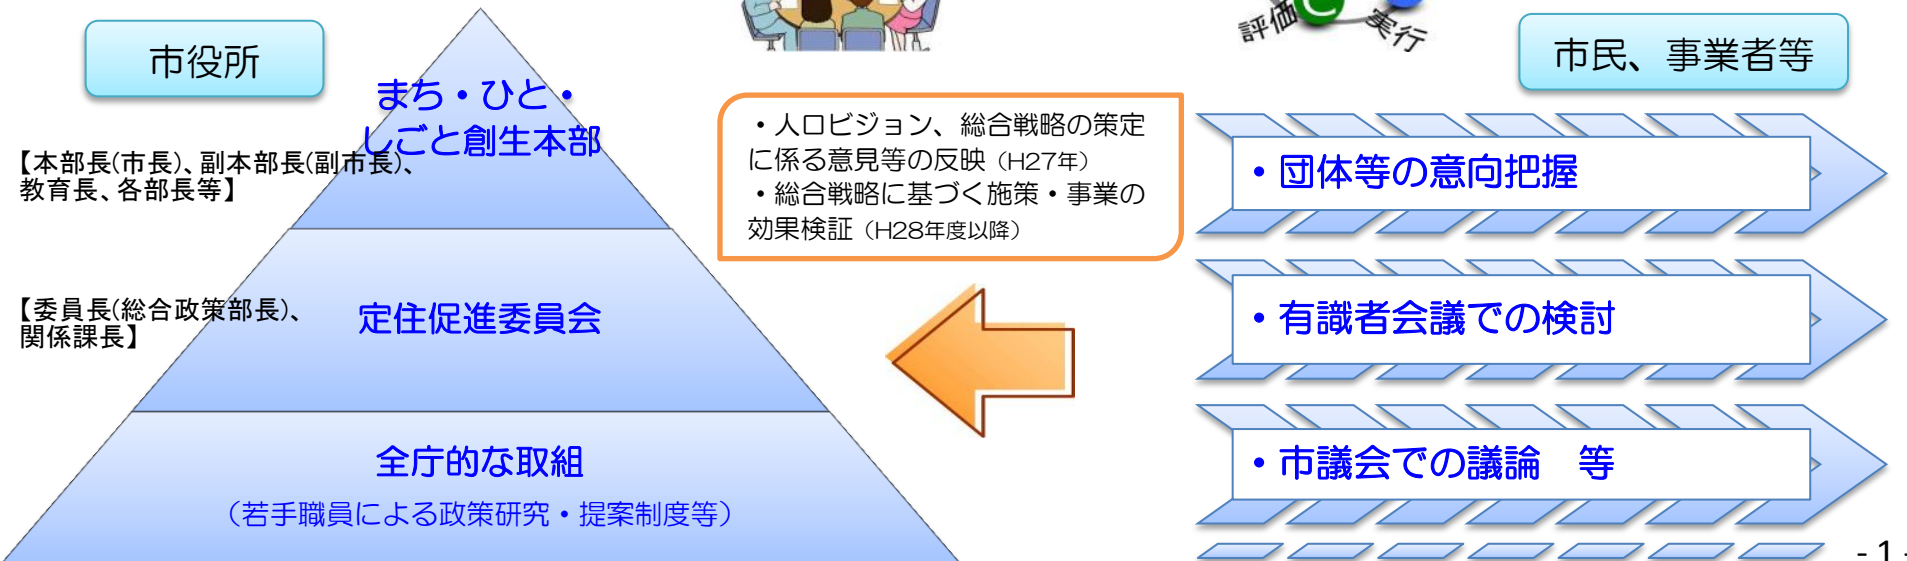 市役所
まち・ひと・
しごと創生本部
【本部長(市長)、副本部長(副市長)、
教育長、各部長等】
【委員長(総合政策部長)、
関係課長】
定住促進委員会
全庁的な取組
（若手職員による政策研究・提案制度等）
評価
C
実行
・人口ビジョン、総合戦略の策定
に係る意見等の反映（H27年）
・総合戦略に基づく施策・事業の
効果検証（H28年度以降）
市民、事業者等
・団体等の意向把握
・有識者会議での検討
・市議会での議論　等
- 1 -